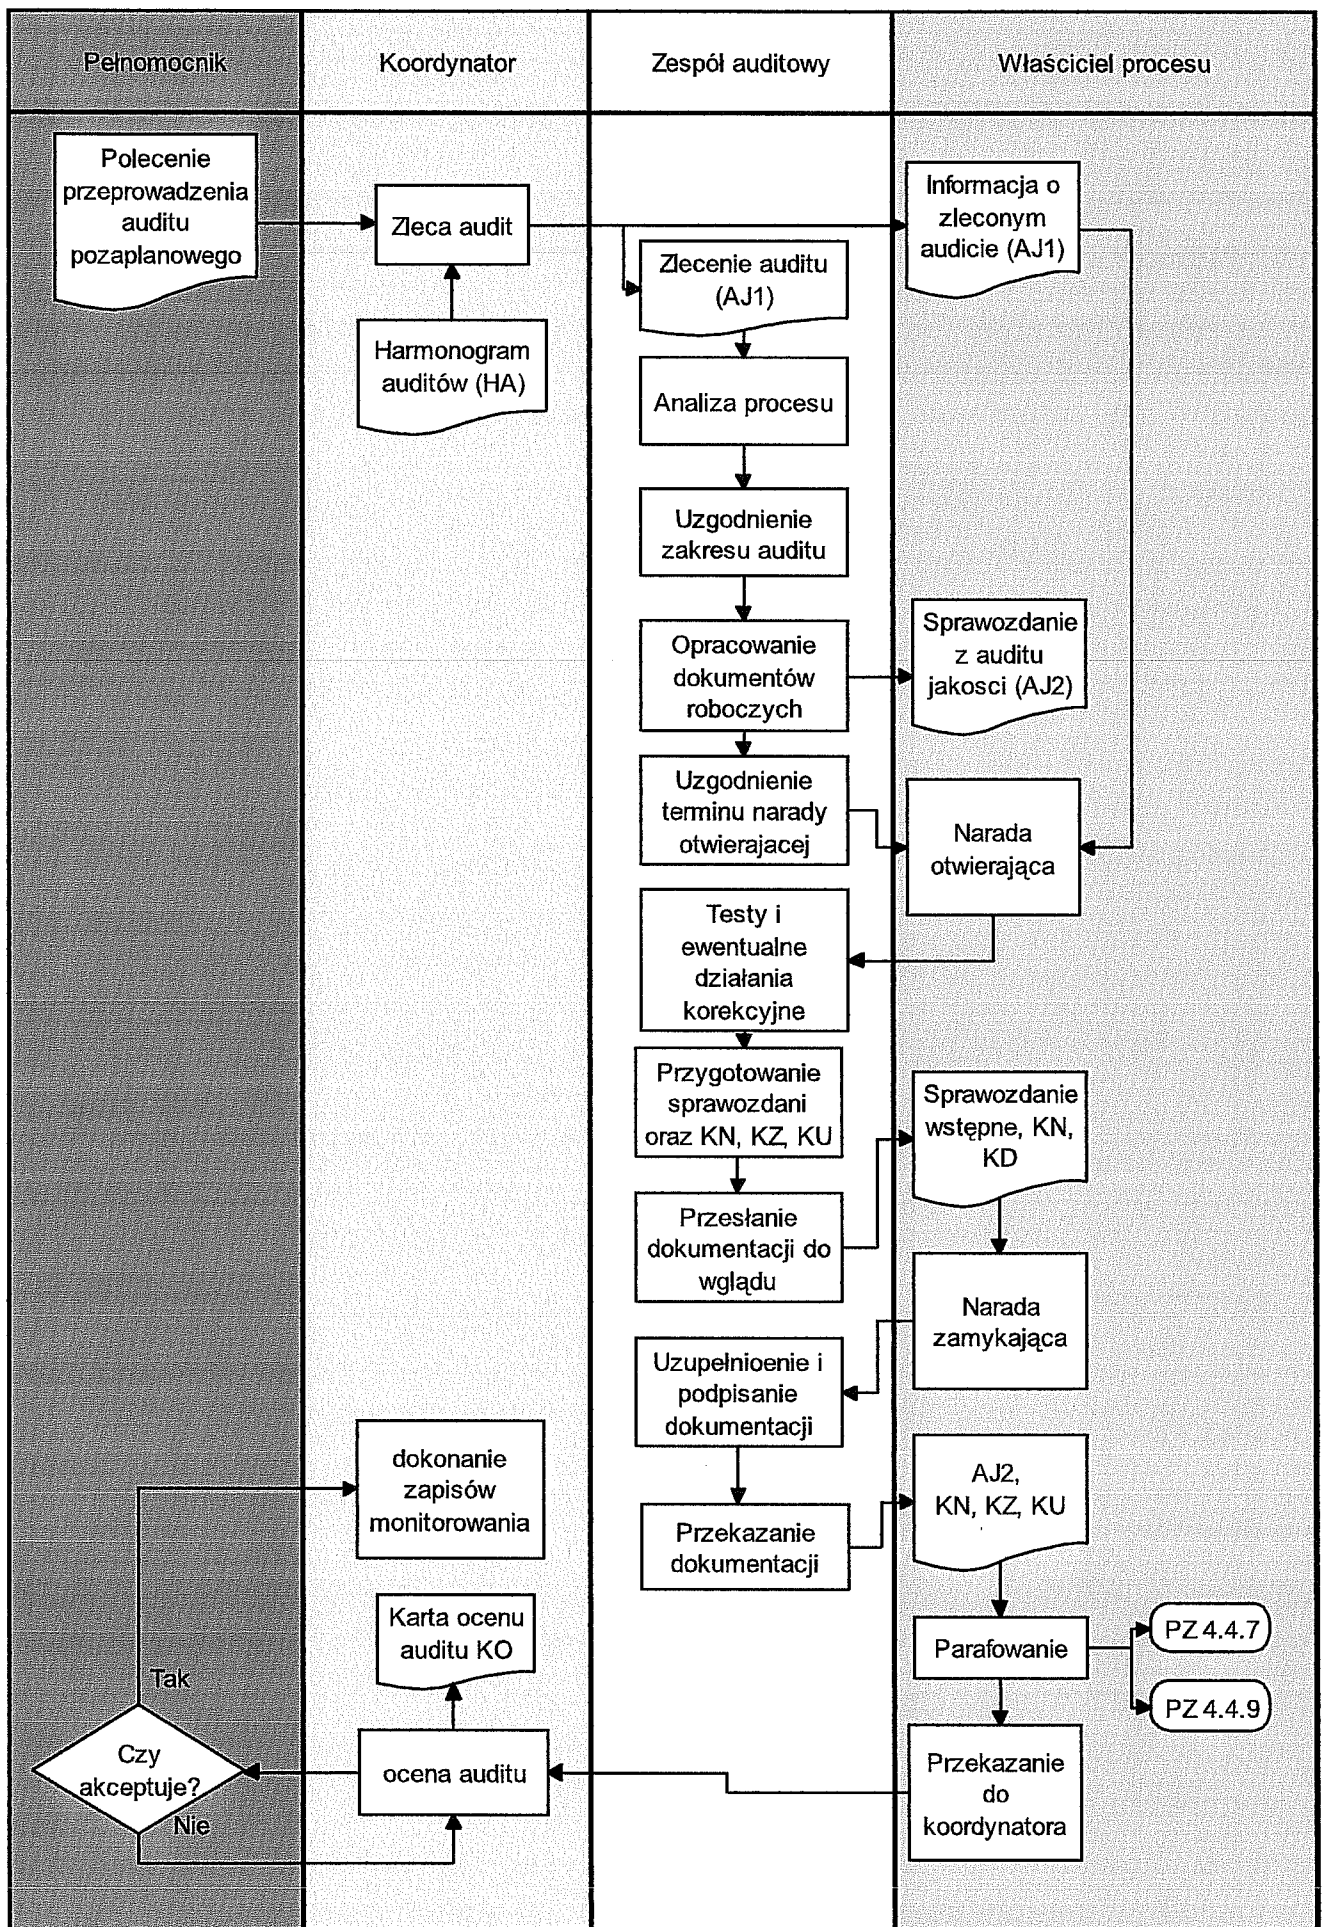 Pełnomocnik
Koordynator
Zespół auditowy
Właściciel procesu
Polecenie
przeprowadzenia
auditu
pozaplanowego
Zleca audit
Informacja o
zleconym
audicie (AJ1)
Zlecenie auditu
(AJ1)
Harmonogram
auditów (HA)
Analiza procesu
Uzgodnienie
zakresu auditu
Opracowanie
dokumentów
roboczych
Sprawozdanie
z auditu
jakosci (AJ2)
Uzgodnienie
terminu narady
otwierajacej
Narada
otwierająca
Testy i
ewentualne
działania
korekcyjne
Przygotowanie
sprawozdani
oraz KN, KZ, KU
Sprawozdanie
wstępne, KN,
KD
Przesłanie
dokumentacji do
wglądu
Narada
zamykająca
Uzupełnioenie i
podpisanie
dokumentacji
dokonanie
zapisów
monitorowania
AJ2,
KN, KZ, KU
Przekazanie
dokumentacji
Karta ocenu
auditu KO
Parafowanie
PZ 4.4.7
PZ 4.4.9
Tak
Czy
akceptuje?
Nie
ocena auditu
Przekazanie
do
koordynatora